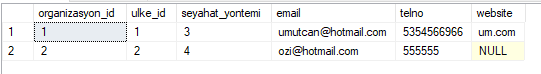 organizasyon_id ulke_id seyahat_yontemi email telno website
1 1 1 3 umutcan@hotmail.com 5354566966 um.com
2 2 2 4 ozi@hotmail.com 555555 NULL